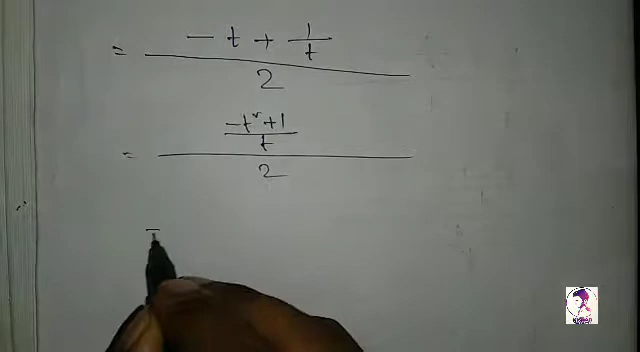 = (-t + 1/t)/2
= ((-t² + 1)/t)/2